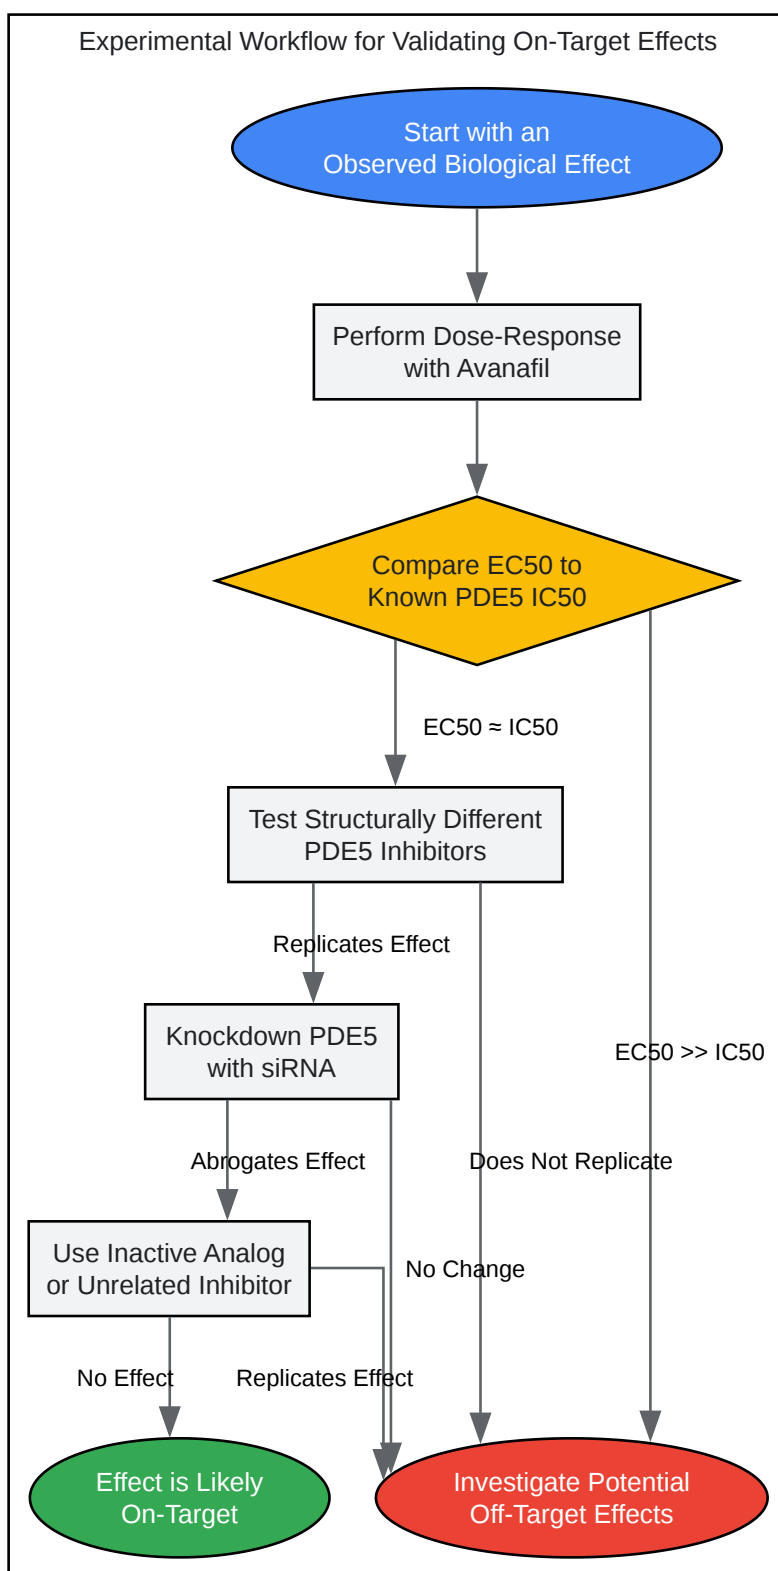 Experimental Workflow for Validating On-Target Effects
Start with an
Observed Biological Effect
Perform Dose-Response
with Avanafil
Compare EC50 to
Known PDE5 IC50
EC50 ≈ IC50
Test Structurally Different
PDE5 Inhibitors
Replicates Effect
Knockdown PDE5
with siRNA
EC50 >> IC50
Abrogates Effect
Does Not Replicate
Use Inactive Analog
or Unrelated Inhibitor
No Change
No Effect
Replicates Effect
Effect is Likely
On-Target
Investigate Potential
Off-Target Effects